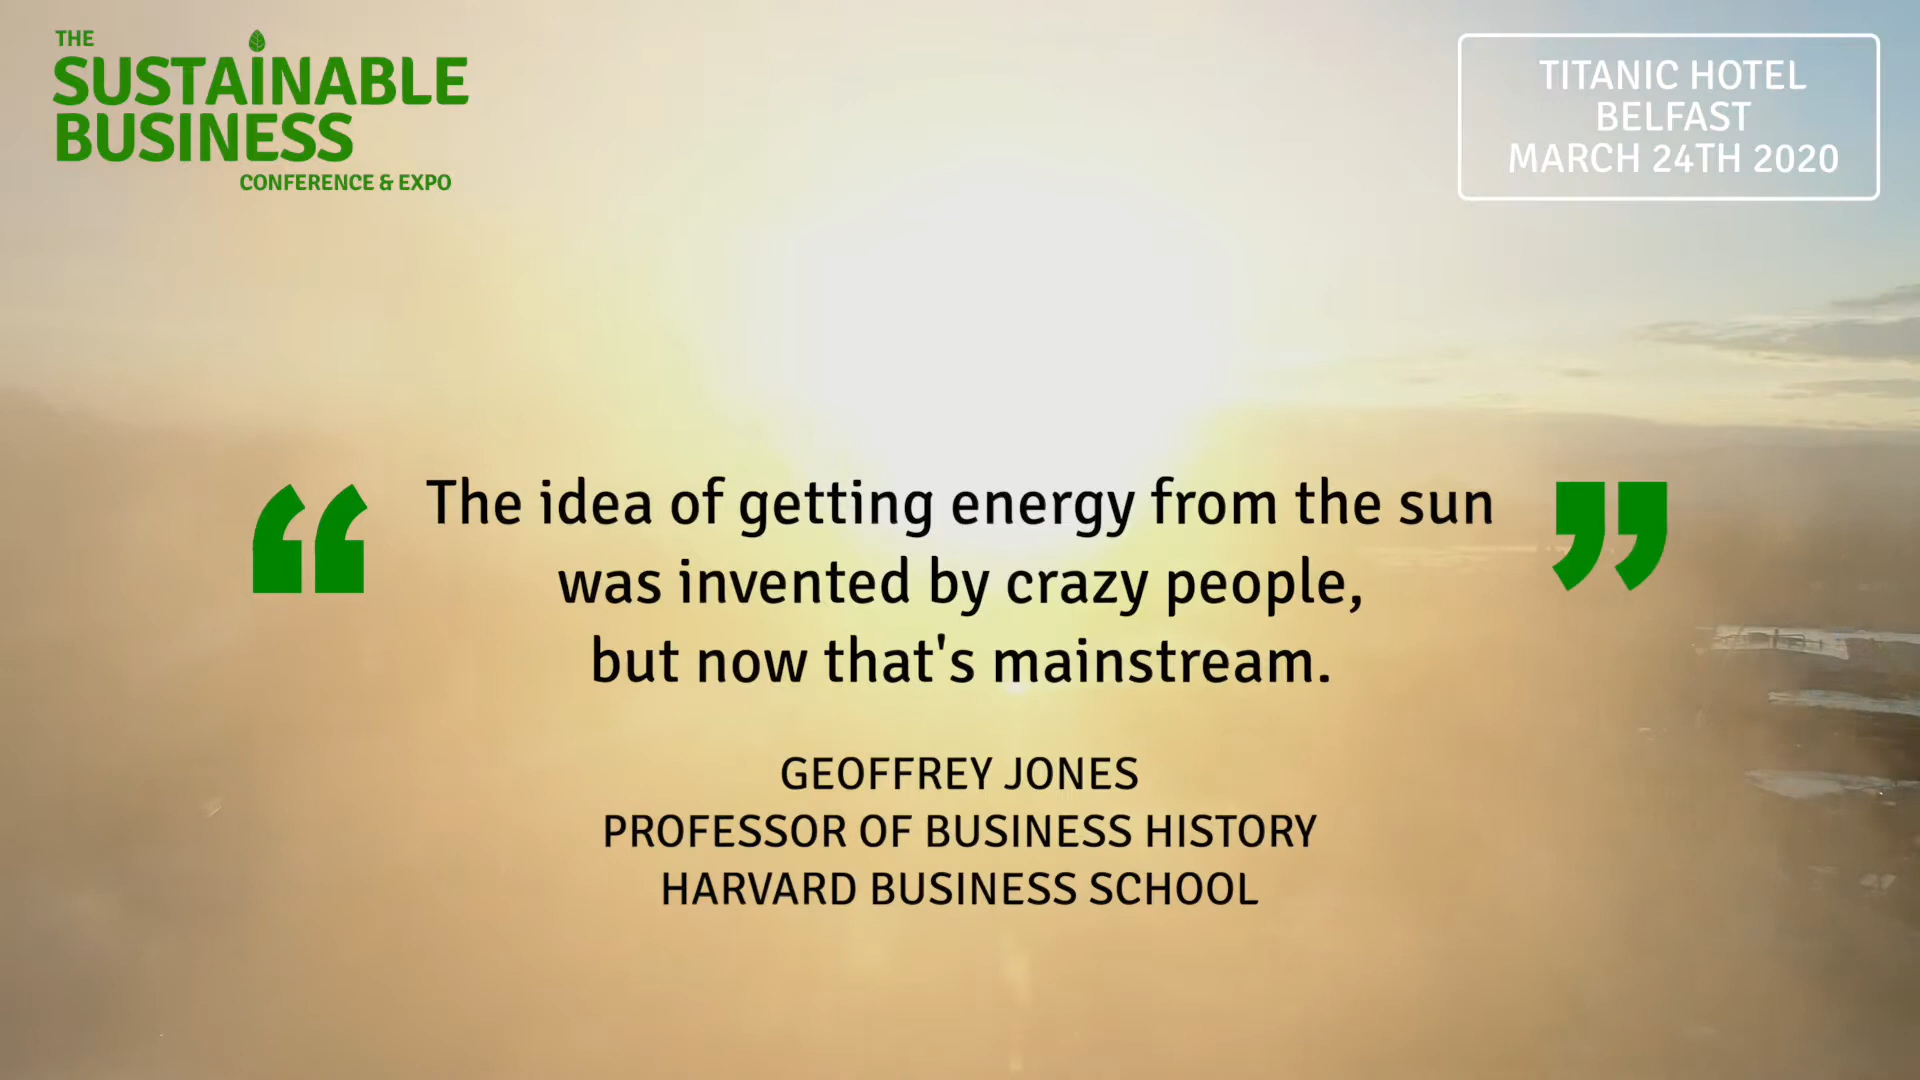 THE
SUSTAINABLE
BUSINESS
CONFERENCE & EXPO
TITANIC HOTEL
BELFAST
MARCH 24TH 2020
“ The idea of getting energy from the sun ”
was invented by crazy people,
but now that's mainstream.
GEOFFREY JONES
PROFESSOR OF BUSINESS HISTORY
HARVARD BUSINESS SCHOOL